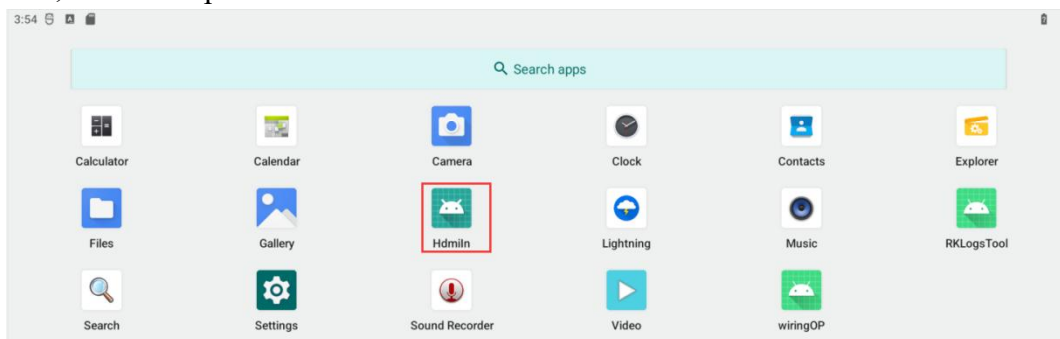 3:54
Search apps
Calculator Calendar Camera Clock Contacts Explorer
Files Gallery HdmiIn Lightning Music RKLogsTool
Search Settings Sound Recorder Video wiringOP